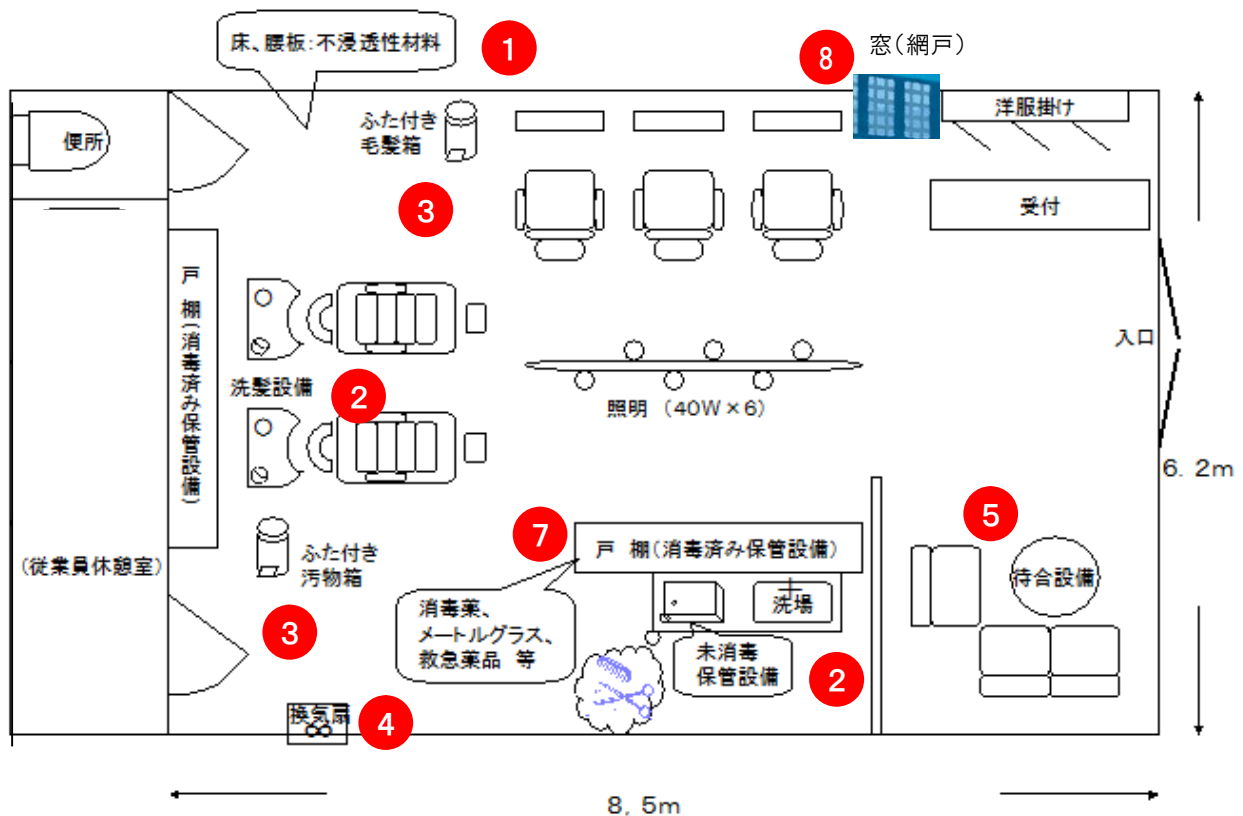 床、腰板:不浸透性材料
1
8
窓(網戸)
便所
ふた付き
毛髪箱
洋服掛け
3
受付
戸棚(消毒済み保管設備)
入口
洗髪設備
2
照明 (40W×6)
6.2m
5
7
戸 棚(消毒済み保管設備)
待合設備
ふた付き
汚物箱
(従業員休憩室)
消毒薬、
メートルグラス、
救急薬品 等
洗場
3
未消毒
保管設備
2
換気扇
4
8,5m